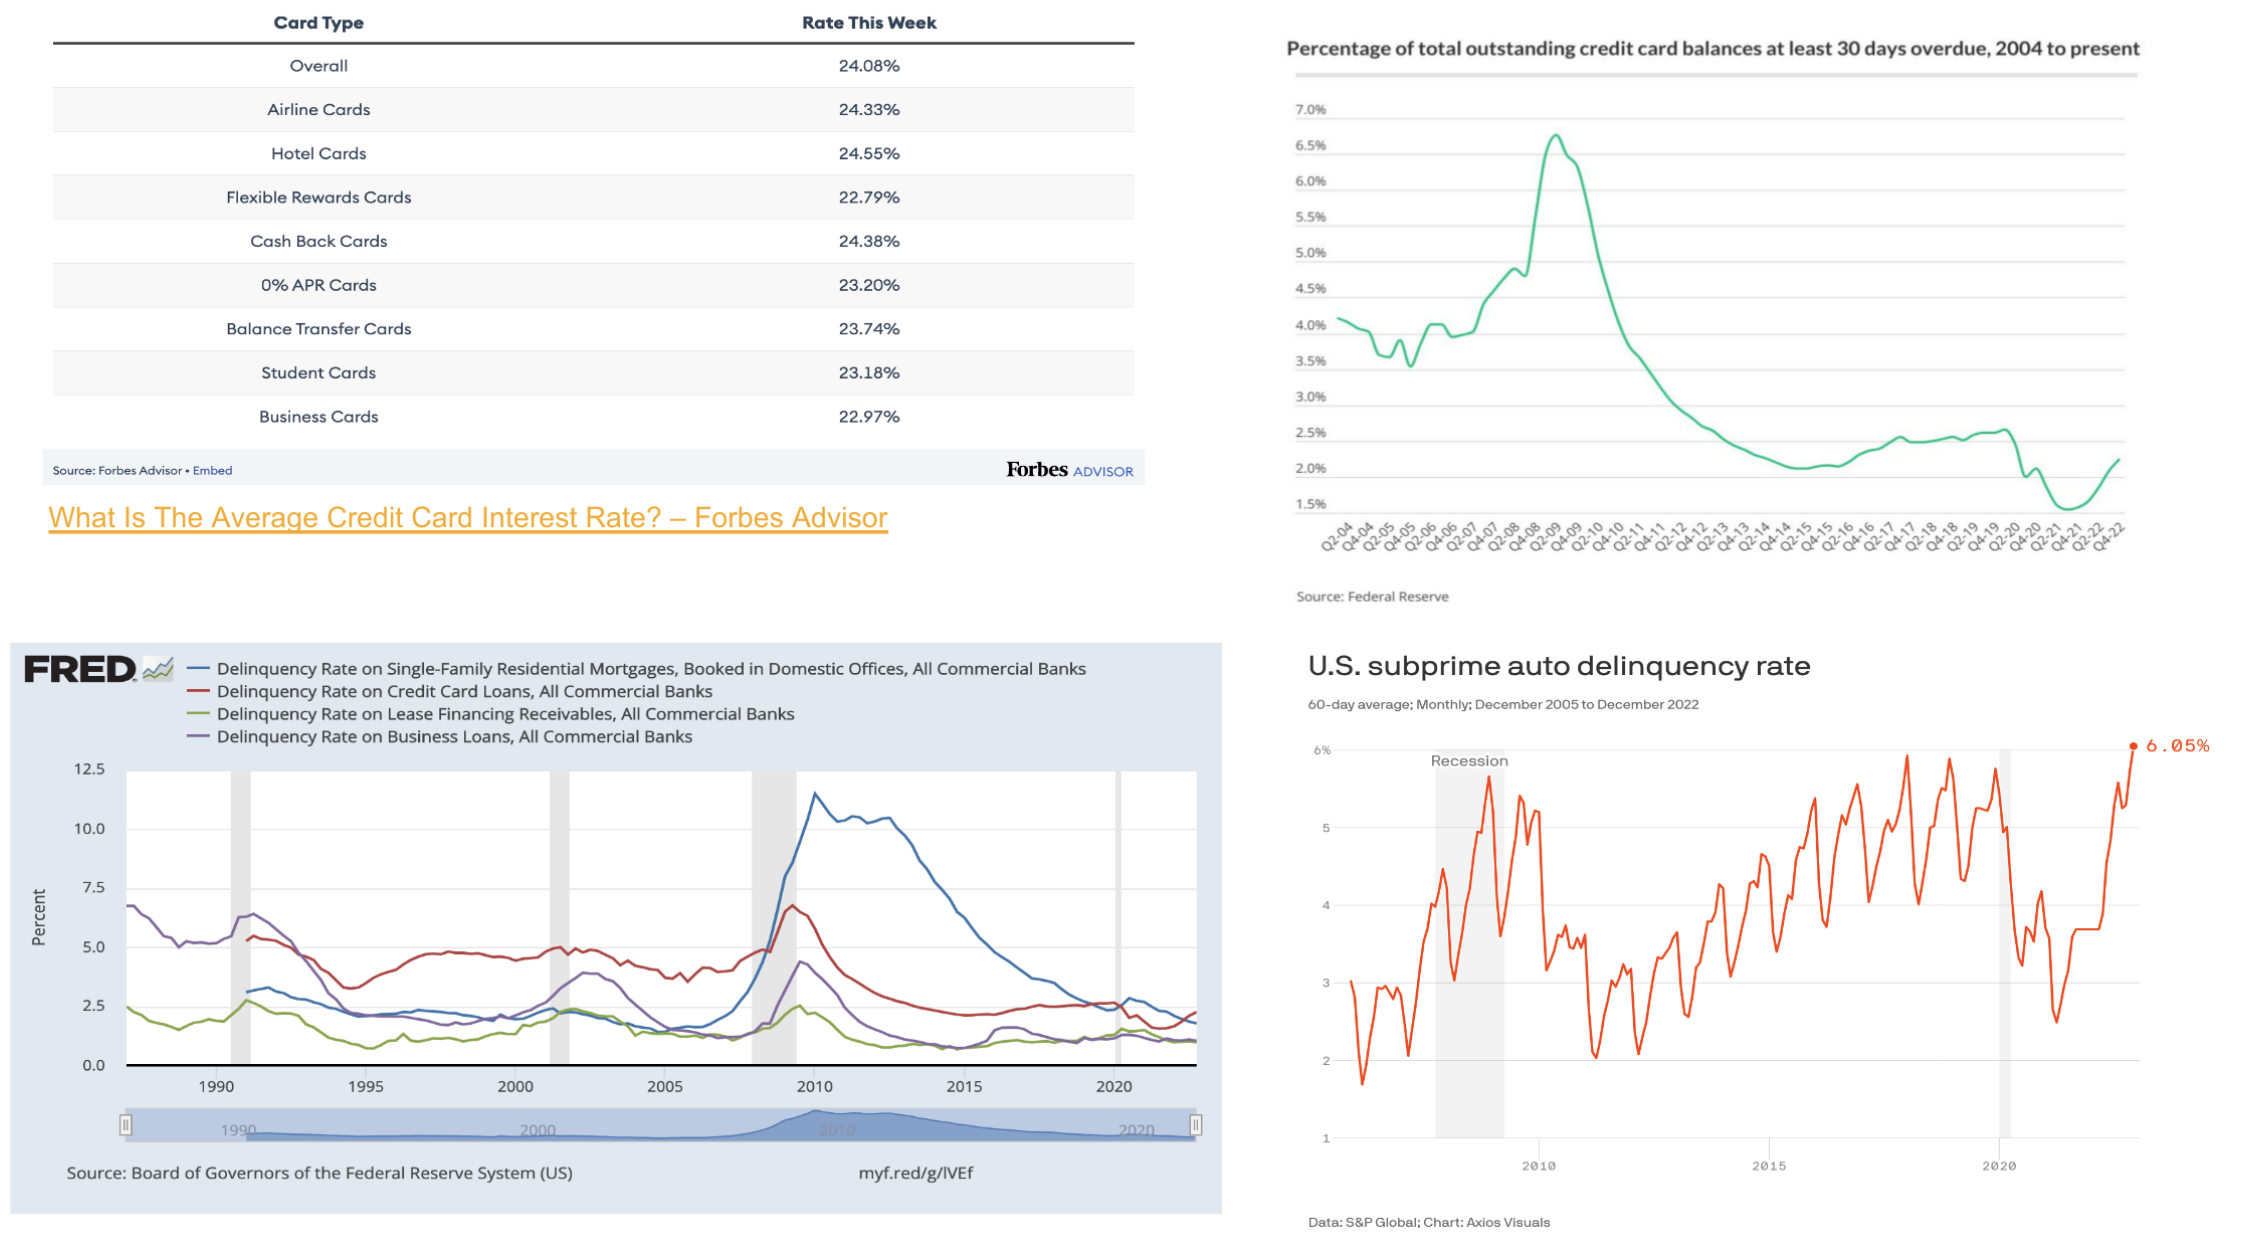 Card Type Rate This Week
Overall 24.08%
Airline Cards 24.33%
Hotel Cards 24.55%
Flexible Rewards Cards 22.79%
Cash Back Cards 24.38%
0% APR Cards 23.20%
Balance Transfer Cards 23.74%
Student Cards 23.18%
Business Cards 22.97%
Source: Forbes Advisor • Embed Forbes ADVISOR
What Is The Average Credit Card Interest Rate? – Forbes Advisor
Percentage of total outstanding credit card balances at least 30 days overdue, 2004 to present
7.0%
6.5%
6.0%
5.5%
5.0%
4.5%
4.0%
3.5%
3.0%
2.5%
2.0%
1.5%
Q2-04 Q4-04 Q2-05 Q4-05 Q2-06 Q4-06 Q2-07 Q4-07 Q2-08 Q4-08 Q2-09 Q4-09 Q2-10 Q4-10 Q2-11 Q4-11 Q2-12 Q4-12 Q2-13 Q4-13 Q2-14 Q4-14 Q2-15 Q4-15 Q2-16 Q4-16 Q2-17 Q4-17 Q2-18 Q4-18 Q2-19 Q4-19 Q2-20 Q4-20 Q2-21 Q4-21 Q2-22 Q4-22
Source: Federal Reserve
FRED
Delinquency Rate on Single-Family Residential Mortgages, Booked in Domestic Offices, All Commercial Banks
Delinquency Rate on Credit Card Loans, All Commercial Banks
Delinquency Rate on Lease Financing Receivables, All Commercial Banks
Delinquency Rate on Business Loans, All Commercial Banks
Percent
12.5
10.0
7.5
5.0
2.5
0.0
1990 1995 2000 2005 2010 2015 2020
1990 2000 2010 2020
Source: Board of Governors of the Federal Reserve System (US) myf.red/g/lVEf
U.S. subprime auto delinquency rate
60-day average; Monthly; December 2005 to December 2022
6.05%
6%
Recession
5
4
3
2
1
2010 2015 2020
Data: S&P Global; Chart: Axios Visuals